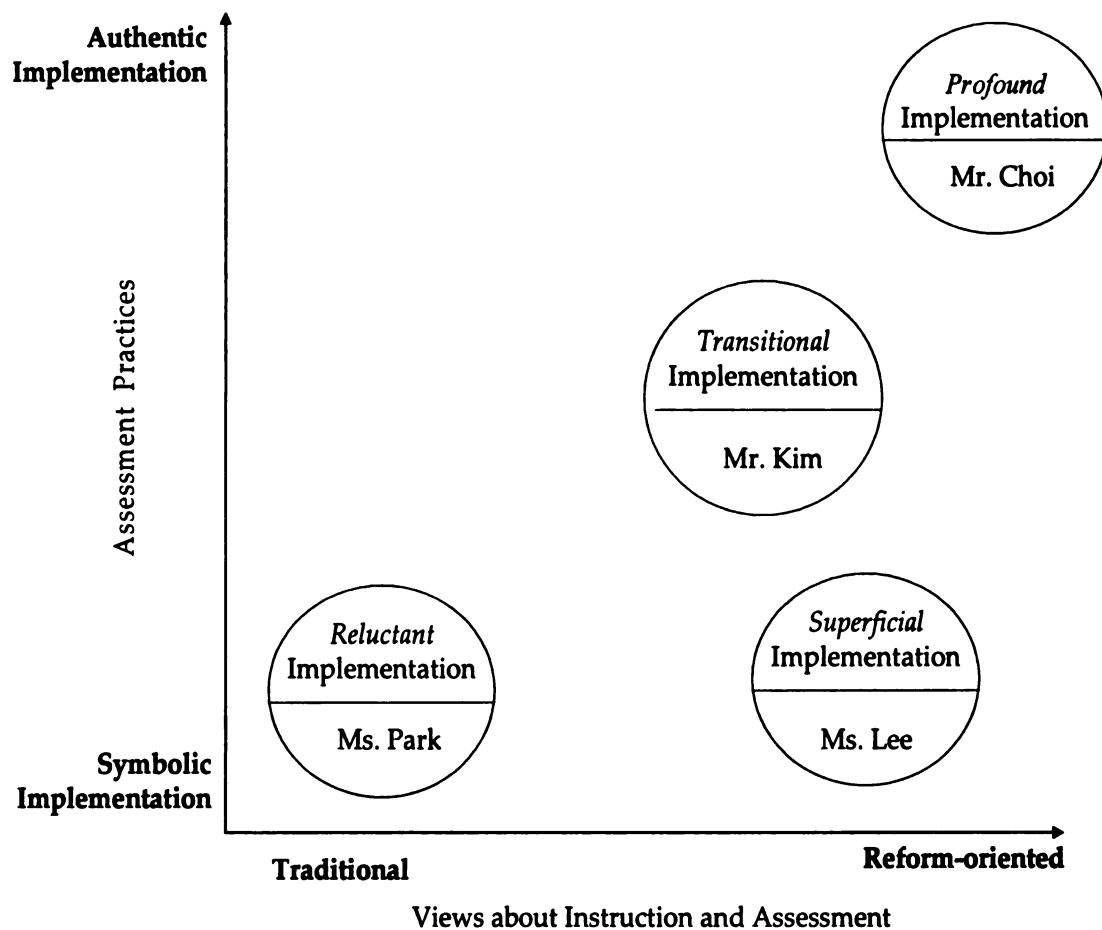 Authentic
Implementation
Profound
Implementation
Mr. Choi
Assessment Practices
Transitional
Implementation
Mr. Kim
Reluctant
Implementation
Ms. Park
Superficial
Implementation
Ms. Lee
Symbolic
Implementation
Traditional
Reform-oriented
Views about Instruction and Assessment